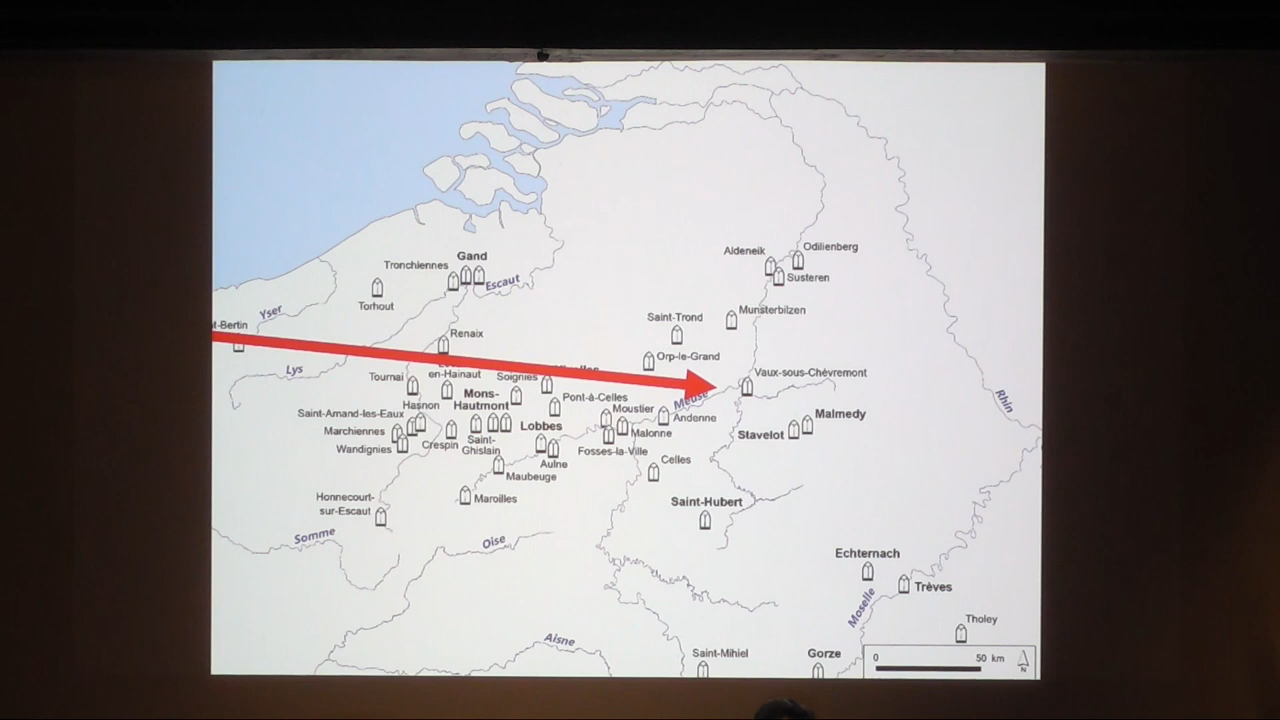 Odilienberg
Aldeneik
Susteren
Gand
Tronchiennes
Escaut
Torhout
Yser
Munsterbilzen
Saint-Trond
t-Bertin
Renaix
Orp-le-Grand
Lys
Vaux-sous-Chèvremont
Tournai
en-Hainaut
Soignies
Rhin
Meuse
Mons-
Hautmont
Pont-à-Celles
Hasnon
Moustier
Andenne
Malmedy
Saint-Amand-les-Eaux
Marchiennes
Lobbes
Malonne
Stavelot
Wandignies
Crespin
Saint-
Ghislain
Fosses-la-Ville
Aulne
Celles
Maubeuge
Maroilles
Honnecourt-
sur-Escaut
Saint-Hubert
Somme
Oise
Echternach
Trèves
Moselle
Tholey
Aisne
Saint-Mihiel
Gorze
0 50 km
N